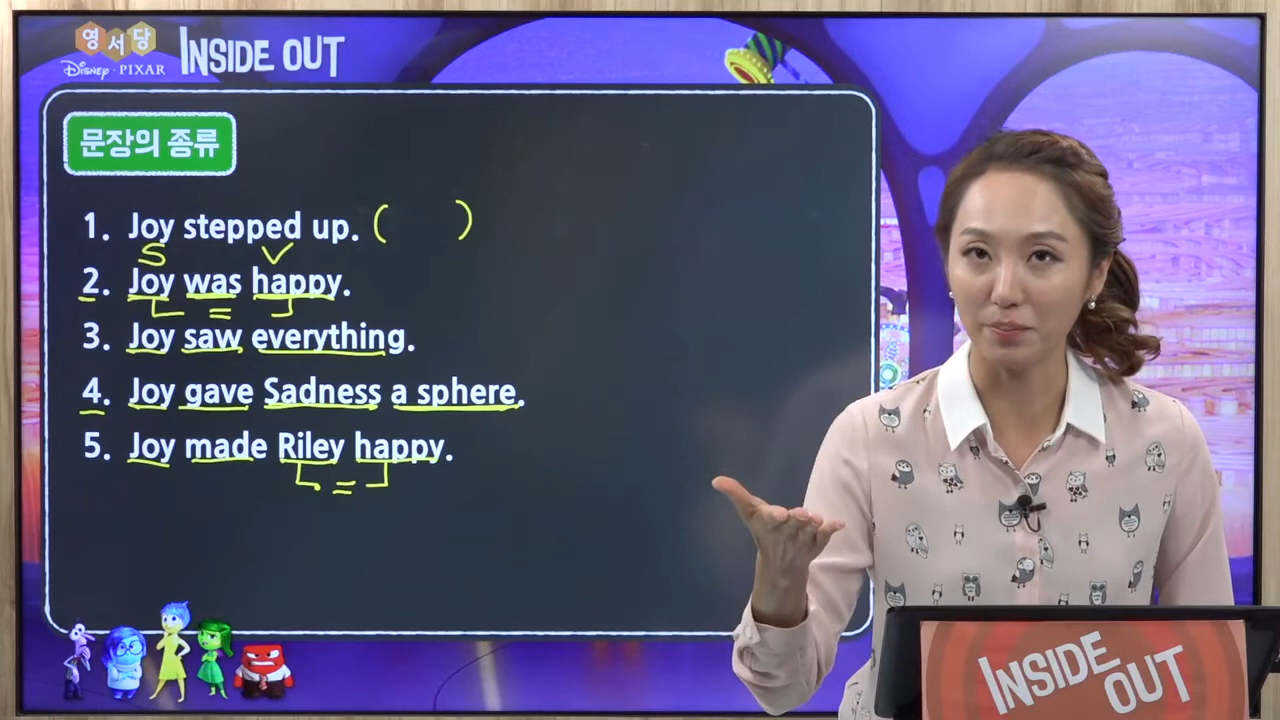 영서당
Disney · PIXAR
INSIDE OUT
문장의 종류
1. Joy stepped up. ( )
S V
2. Joy was happy.
=
3. Joy saw everything.
4. Joy gave Sadness a sphere.
5. Joy made Riley happy.
=
INSIDE
OUT